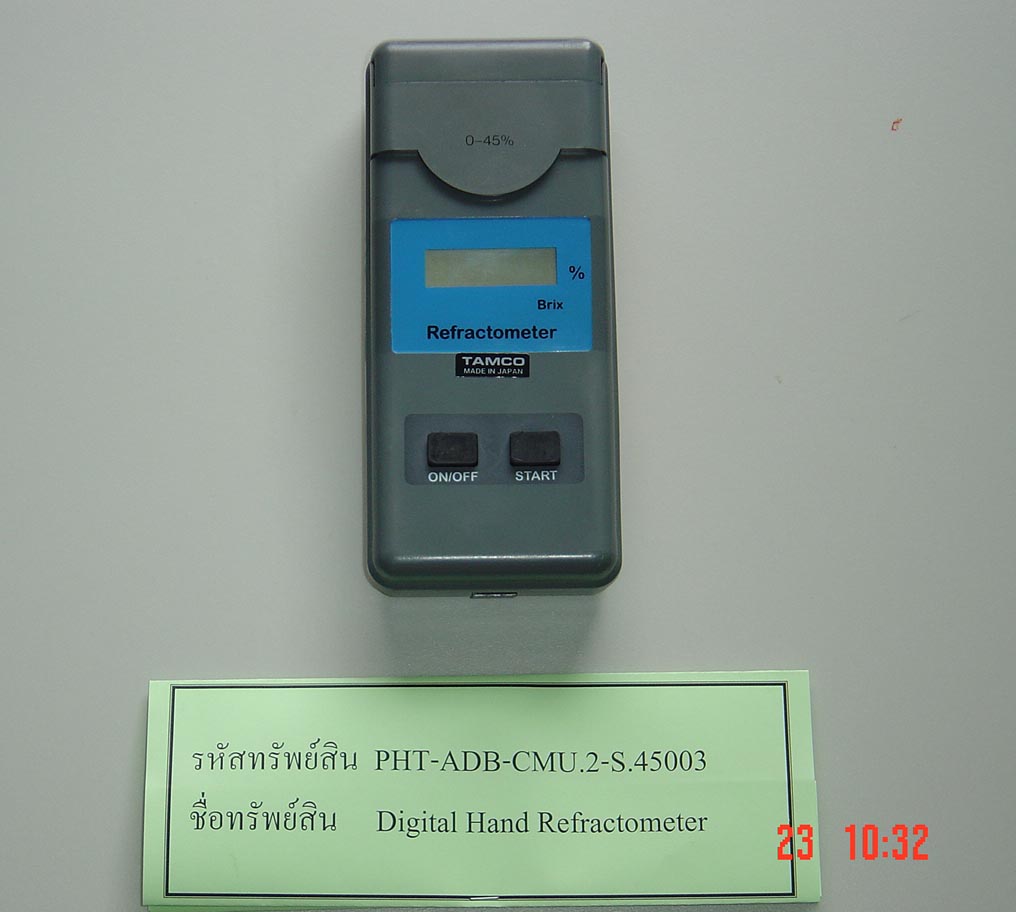 0-45%
%
Brix
Refractometer
TAMCO
MADE IN JAPAN
ON/OFF START
รหัสทรัพย์สิน PHT-ADB-CMU.2-S.45003
ชื่อทรัพย์สิน Digital Hand Refractometer
23 10:32